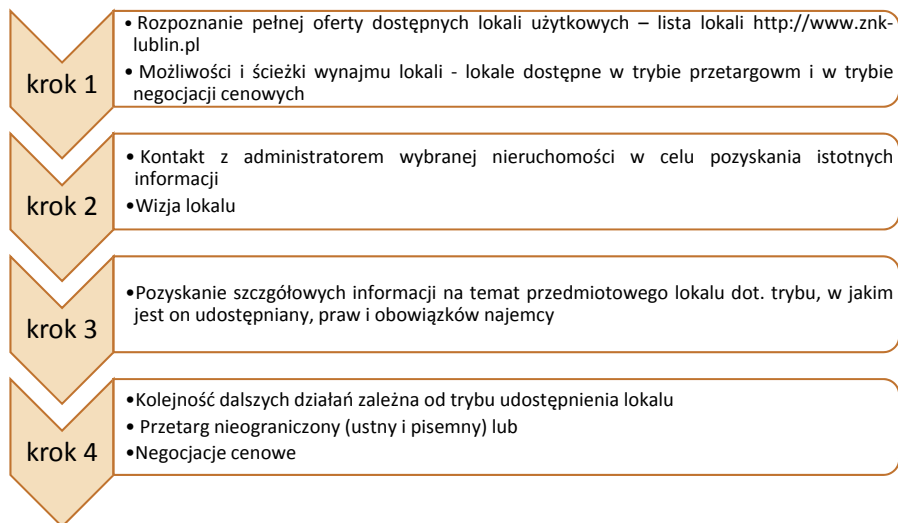 krok 1
• Rozpoznanie pełnej oferty dostępnych lokali użytkowych – lista lokali http://www.znk-
lublin.pl
• Możliwości i ścieżki wynajmu lokali - lokale dostępne w trybie przetargowm i w trybie
negocjacji cenowych
krok 2
• Kontakt z administratorem wybranej nieruchomości w celu pozyskania istotnych
informacji
•Wizja lokalu
krok 3
•Pozyskanie szczegółowych informacji na temat przedmiotowego lokalu dot. trybu, w jakim
jest on udostępniany, praw i obowiązków najemcy
krok 4
•Kolejność dalszych działań zależna od trybu udostępnienia lokalu
• Przetarg nieograniczony (ustny i pisemny) lub
•Negocjacje cenowe